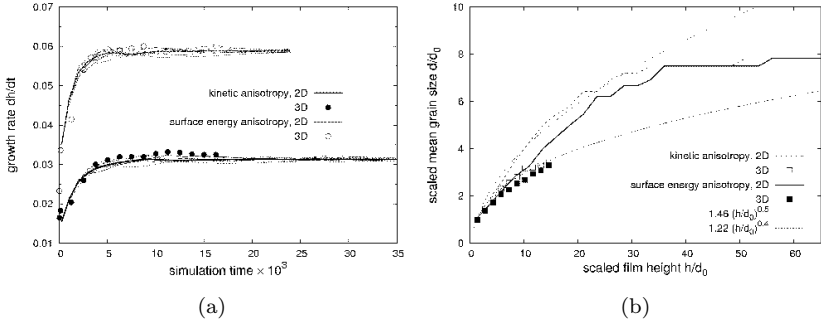 0.06
0.05
0.04
0.03
0.02
0.01
growth rate dh/dt
0 5 10 15 20 25 30 35
simulation time × 10³
kinetic anisotropy, 2D
3D
surface energy anisotropy, 2D
3D
(a)
10
8
6
4
2
0
scaled mean grain size d/d₀
0 10 20 30 40 50 60
scaled film height h/d₀
kinetic anisotropy, 2D
3D
surface energy anisotropy, 2D
3D
1.46 (h/d₀)^0.5
1.22 (h/d₀)^0.4
(b)